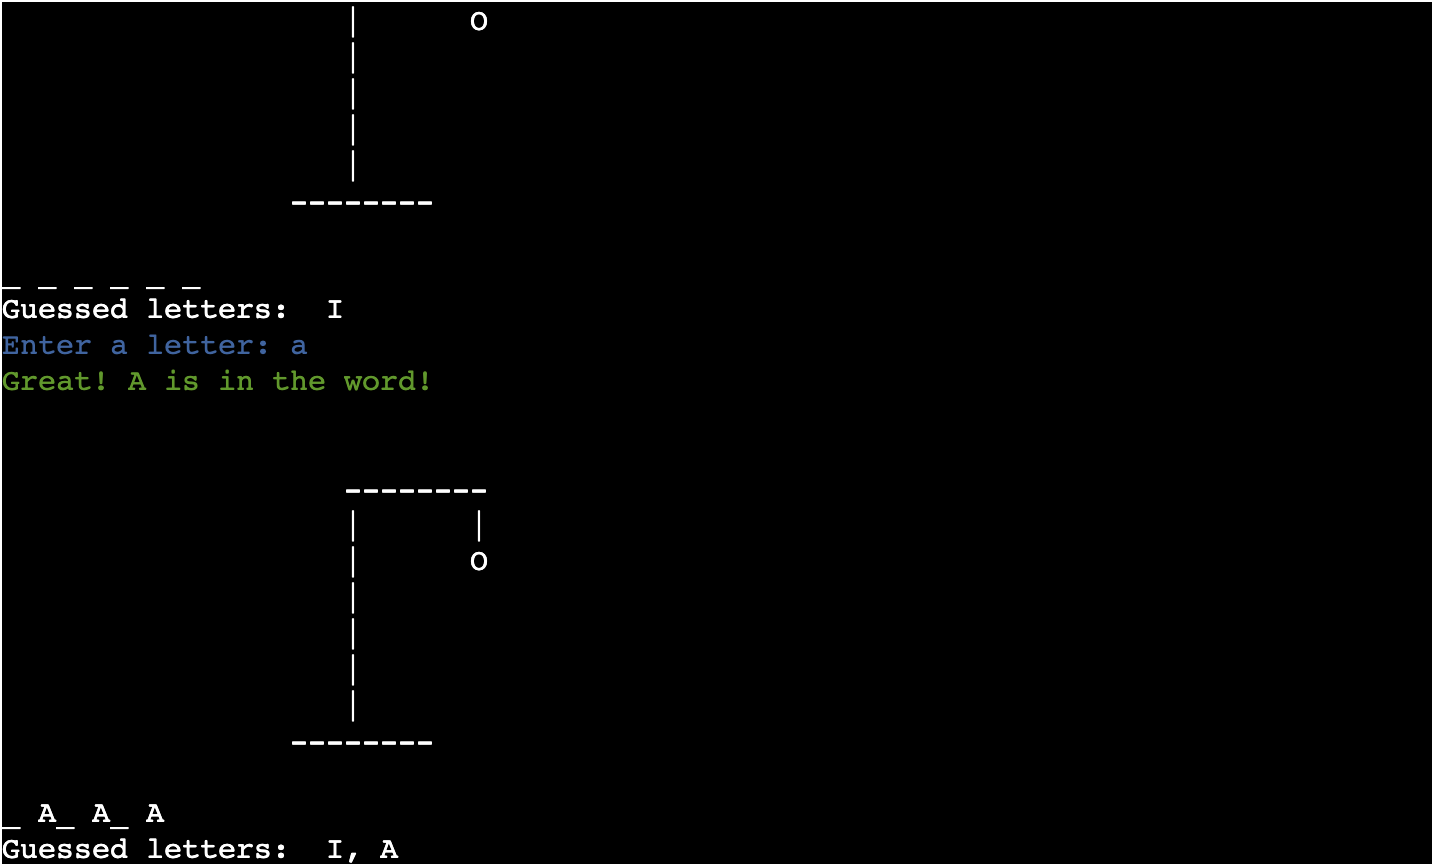 |      O
|
|
|
|
--------
_ _ _ _ _ _
Guessed letters:  I
Enter a letter: a
Great! A is in the word!
--------
|      |
|      O
|
|
|
|
--------
_ A_ A_ A
Guessed letters:  I, A